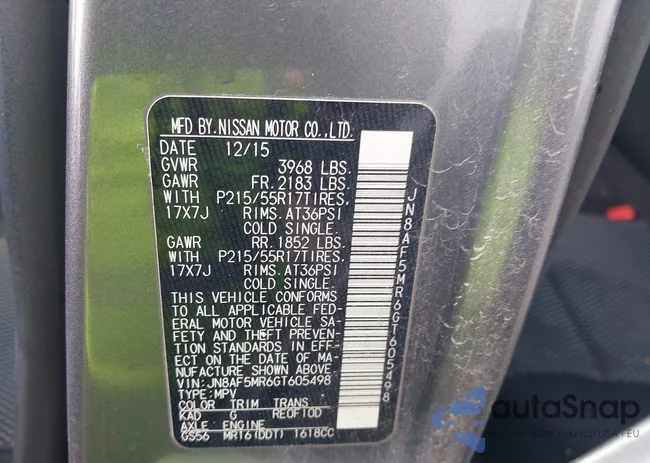 MFD BY.NISSAN MOTOR CO.,LTD.
DATE 12/15
GVWR 3968 LBS.
GAWR FR.2183 LBS.
WITH P215/55R17TIRES.
17X7J RIMS.AT36PSI
COLD SINGLE.
GAWR RR.1852 LBS.
WITH P215/55R17TIRES.
17X7J RIMS.AT36PSI
COLD SINGLE.
THIS VEHICLE CONFORMS
TO ALL APPLICABLE FED-
ERAL MOTOR VEHICLE SA-
FETY AND THEFT PREVEN-
TION STANDARDS IN EFF-
ECT ON THE DATE OF MA-
NUFACTURE SHOWN ABOVE.
VIN:JN8AF5MR6GT605498
TYPE:MPV
COLOR TRIM TRANS
KAD G RE0F10D
AXLE ENGINE
GS56 MR16(DDT) 1618CC
JN8AF5MR6GT605498
autoSnap